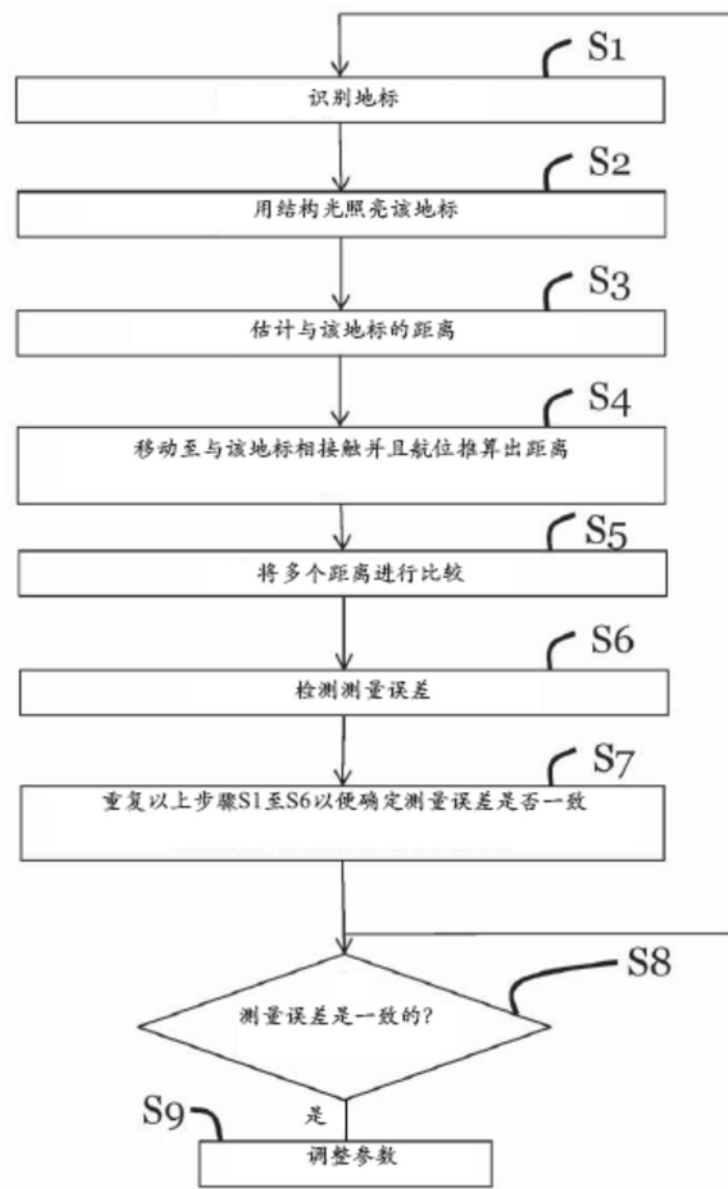 S1
识别地标
S2
用结构光照亮该地标
S3
估计与该地标的距离
S4
移动至与该地标相接触并且航位推算出距离
S5
将多个距离进行比较
S6
检测测量误差
S7
重复以上步骤S1至S6以便确定测量误差是否一致
S8
测量误差是一致的?
是
S9
调整参数